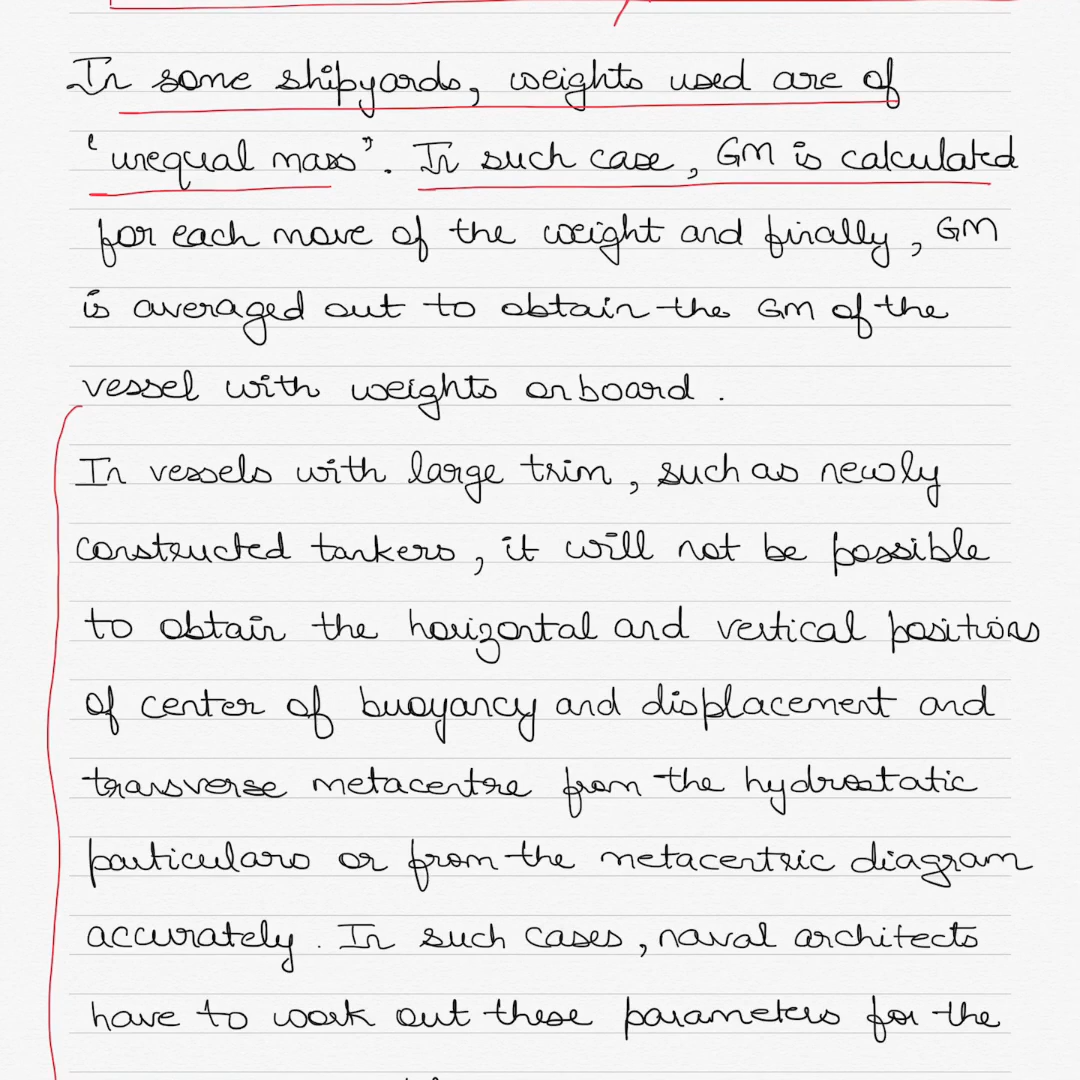 In some shipyards, weights used are of
"unequal mass". In such case, GM is calculated
for each move of the weight and finally, GM
is averaged out to obtain the GM of the
vessel with weights onboard.
In vessels with large trim, such as newly
constructed tankers, it will not be possible
to obtain the horizontal and vertical positions
of center of buoyancy and displacement and
transverse metacentre from the hydrostatic
particulars or from the metacentric diagram
accurately. In such cases, naval architects
have to work out these parameters for the